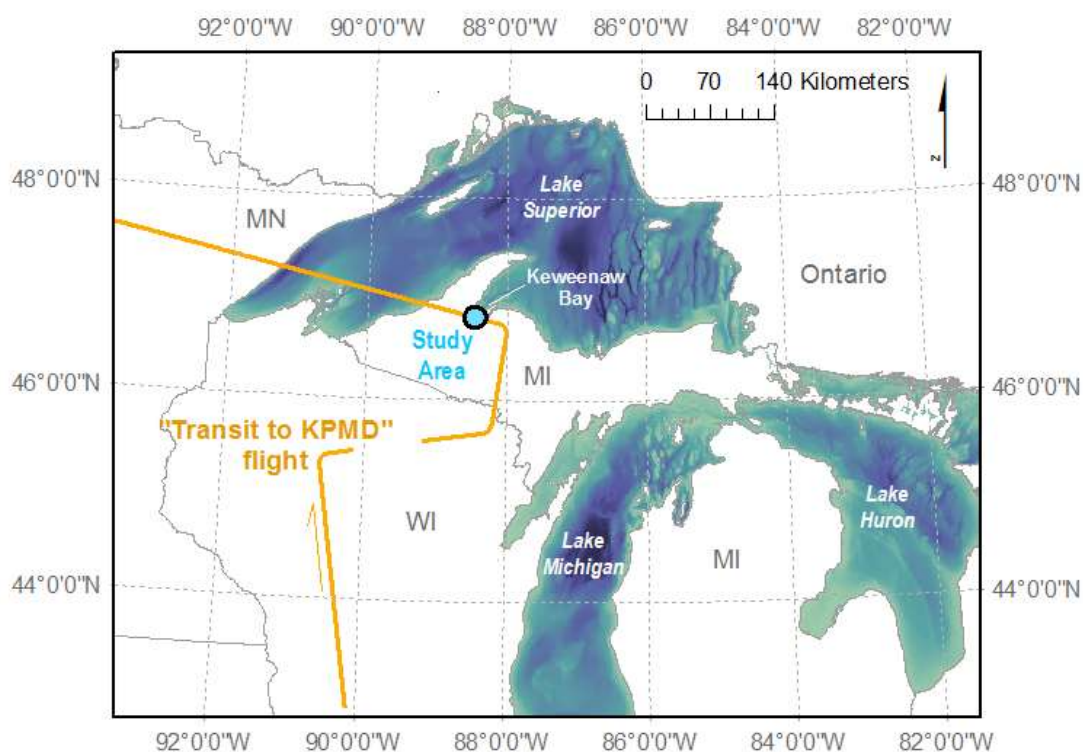 92°0'0"W 90°0'0"W 88°0'0"W 86°0'0"W 84°0'0"W 82°0'0"W
0 70 140 Kilometers
N
48°0'0"N
48°0'0"N
MN
Lake
Superior
Ontario
Keweenaw
Bay
Study
Area
MI
46°0'0"N
46°0'0"N
"Transit to KPMD"
flight
WI
Lake
Huron
Lake
Michigan
MI
44°0'0"N
44°0'0"N
92°0'0"W 90°0'0"W 88°0'0"W 86°0'0"W 84°0'0"W 82°0'0"W